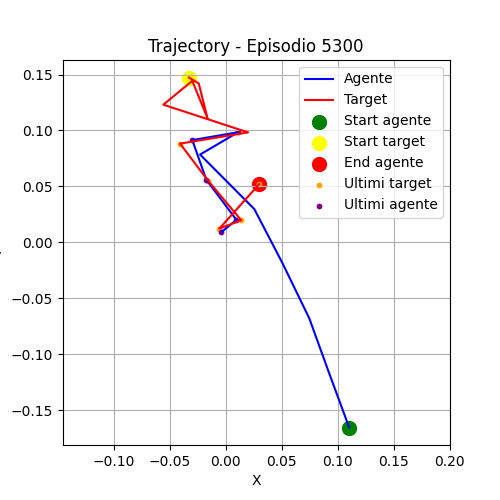 Trajectory - Episodio 5300
Agente
Target
Start agente
Start target
End agente
Ultimi target
Ultimi agente
0.15
0.10
0.05
0.00
−0.05
−0.10
−0.15
−0.10
−0.05
0.00
0.05
0.10
0.15
0.20
X